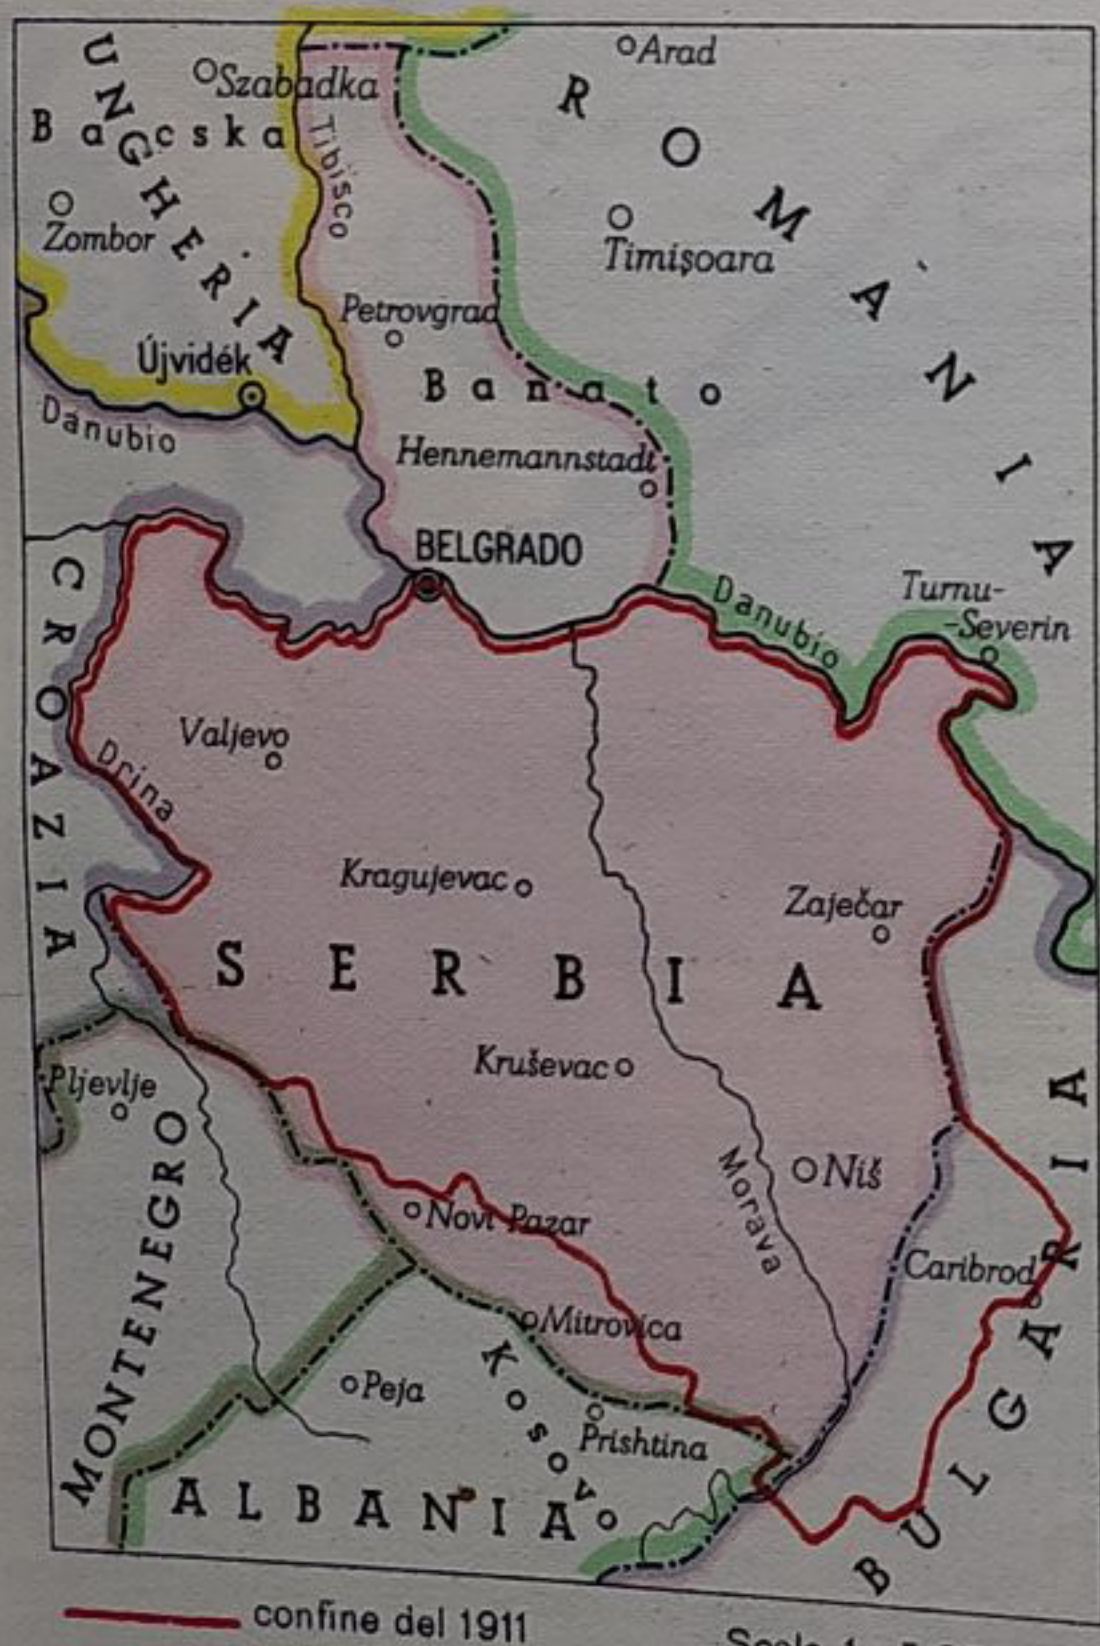 UNGHERIA
Szabadka
Arad
ROMÂNIA
Bacska
Tibisco
Zombor
Timişoara
Petrovgrad
Újvidék
Banato
Danubio
Hennemannstadt
BELGRADO
CROAZIA
Danubio
Turnu-
-Severin
Valjevo
Drina
Kragujevac
Zaječar
SERBIA
Kruševac
Pljevlje
MONTENEGRO
Niš
Morava
Novi Pazar
Caribrod
BULGARIA
Mitrovica
Kosovo
Peja
Prishtina
ALBANIA
confine del 1911